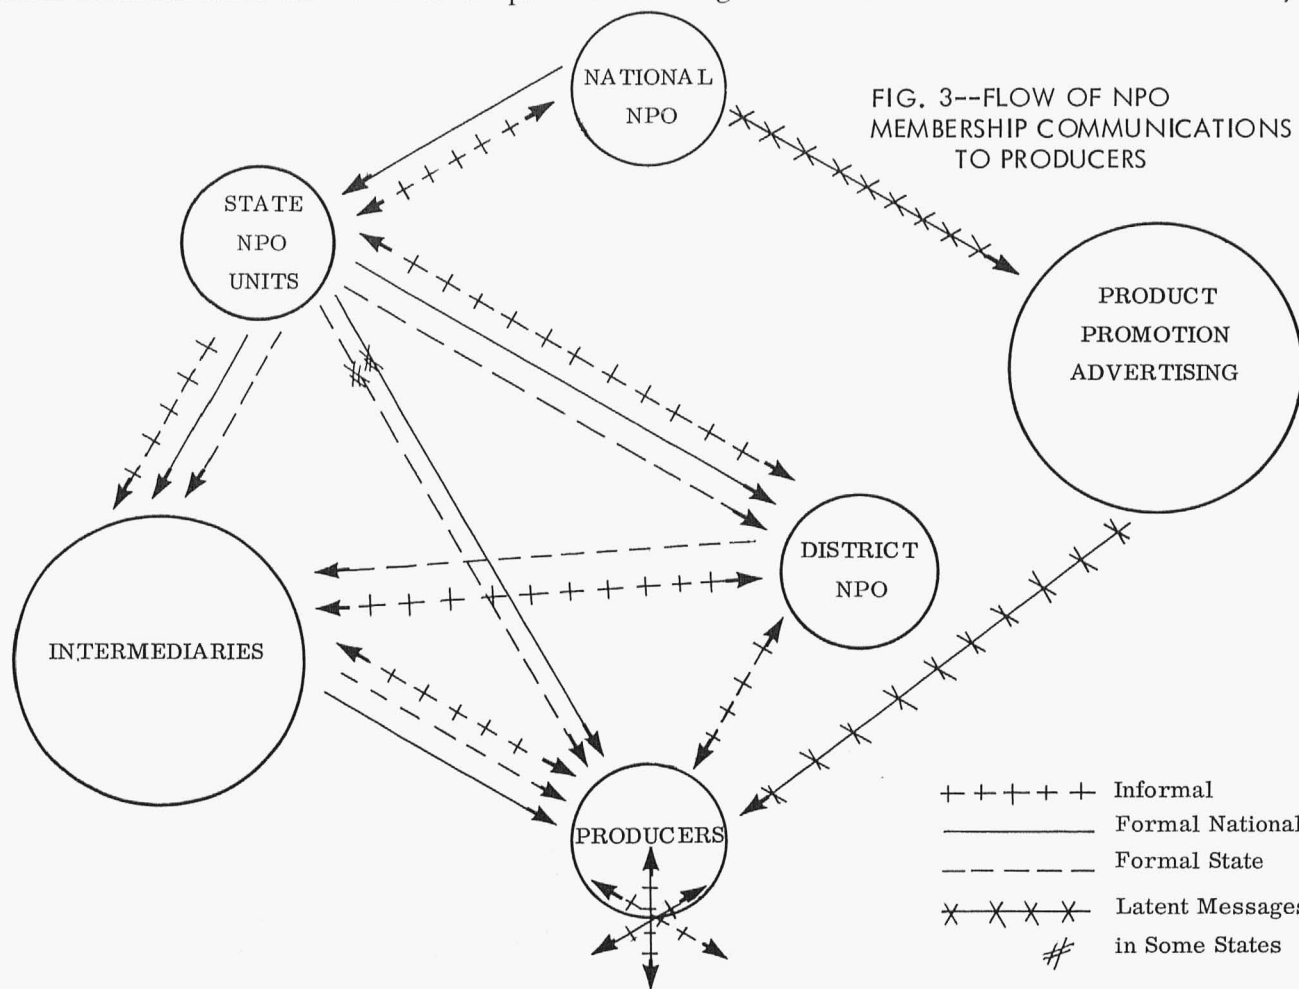 NATIONAL
NPO
FIG. 3--FLOW OF NPO
MEMBERSHIP COMMUNICATIONS
TO PRODUCERS
STATE
NPO
UNITS
PRODUCT
PROMOTION
ADVERTISING
DISTRICT
NPO
INTERMEDIARIES
PRODUCERS
Informal
Formal National
Formal State
Latent Messages
in Some States